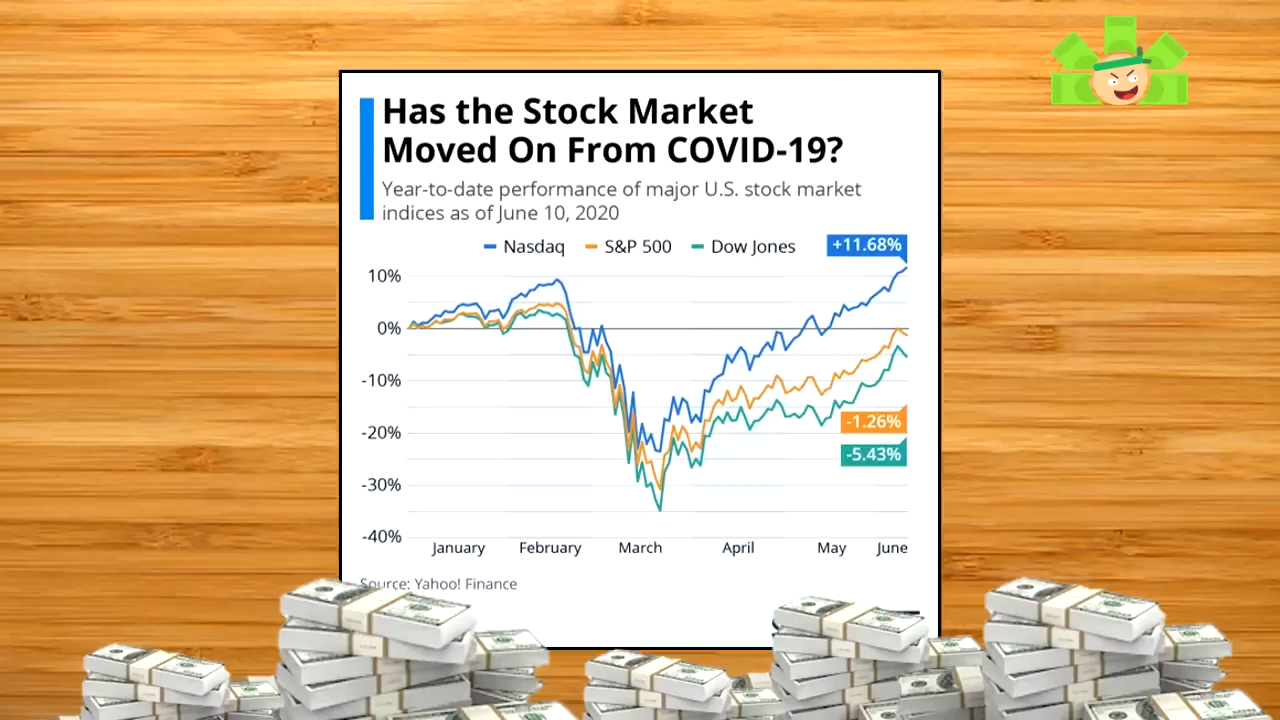 Has the Stock Market
Moved On From COVID-19?
Year-to-date performance of major U.S. stock market
indices as of June 10, 2020
Nasdaq S&P 500 Dow Jones +11.68%
10%
0%
-10%
-20%
-30%
-40%
-1.26%
-5.43%
January February March April May June
Source: Yahoo! Finance